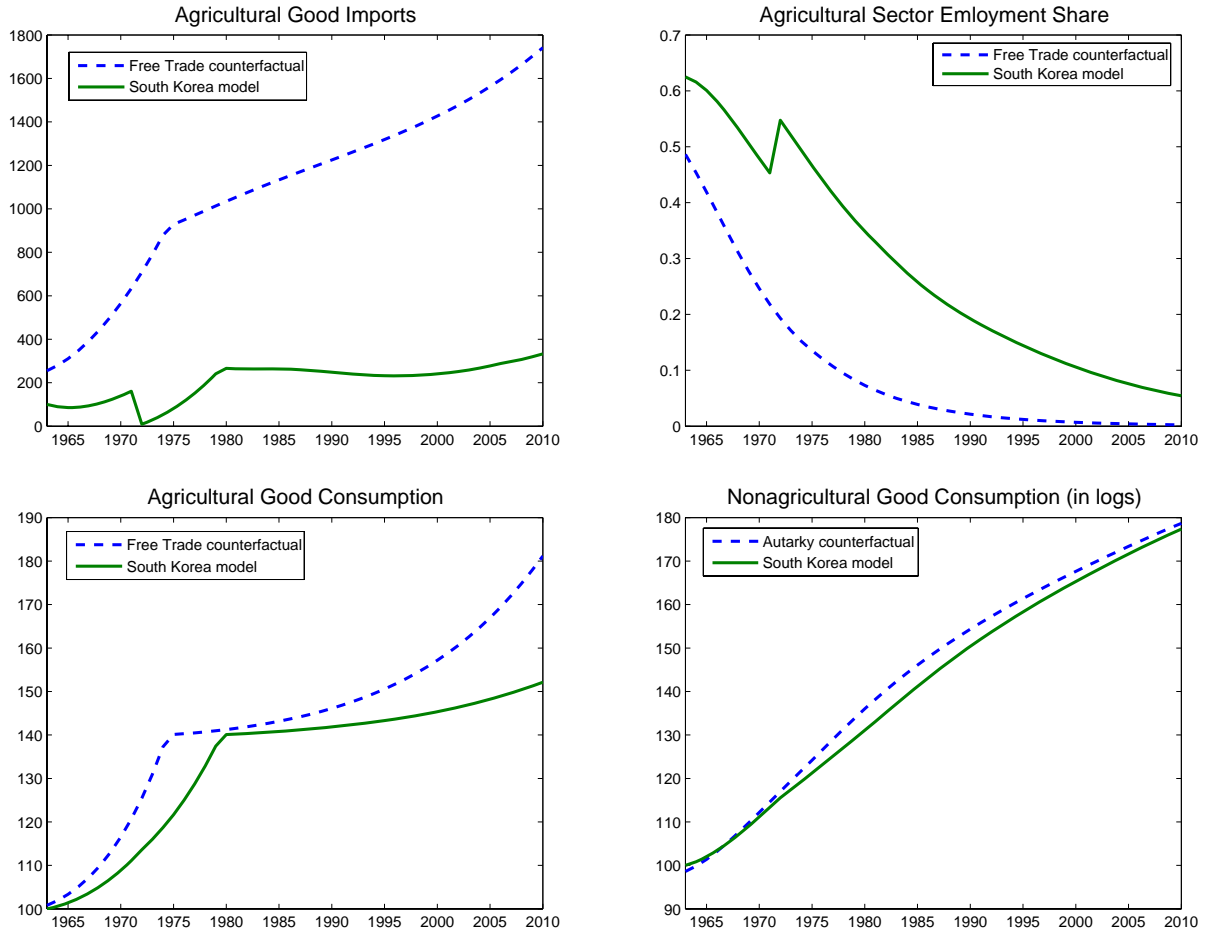 Agricultural Good Imports
1800
1600
1400
1200
1000
800
600
400
200
0
1965 1970 1975 1980 1985 1990 1995 2000 2005 2010
Free Trade counterfactual
South Korea model
Agricultural Sector Emloyment Share
0.7
0.6
0.5
0.4
0.3
0.2
0.1
0
1965 1970 1975 1980 1985 1990 1995 2000 2005 2010
Free Trade counterfactual
South Korea model
Agricultural Good Consumption
190
180
170
160
150
140
130
120
110
100
1965 1970 1975 1980 1985 1990 1995 2000 2005 2010
Free Trade counterfactual
South Korea model
Nonagricultural Good Consumption (in logs)
180
170
160
150
140
130
120
110
100
90
1965 1970 1975 1980 1985 1990 1995 2000 2005 2010
Autarky counterfactual
South Korea model